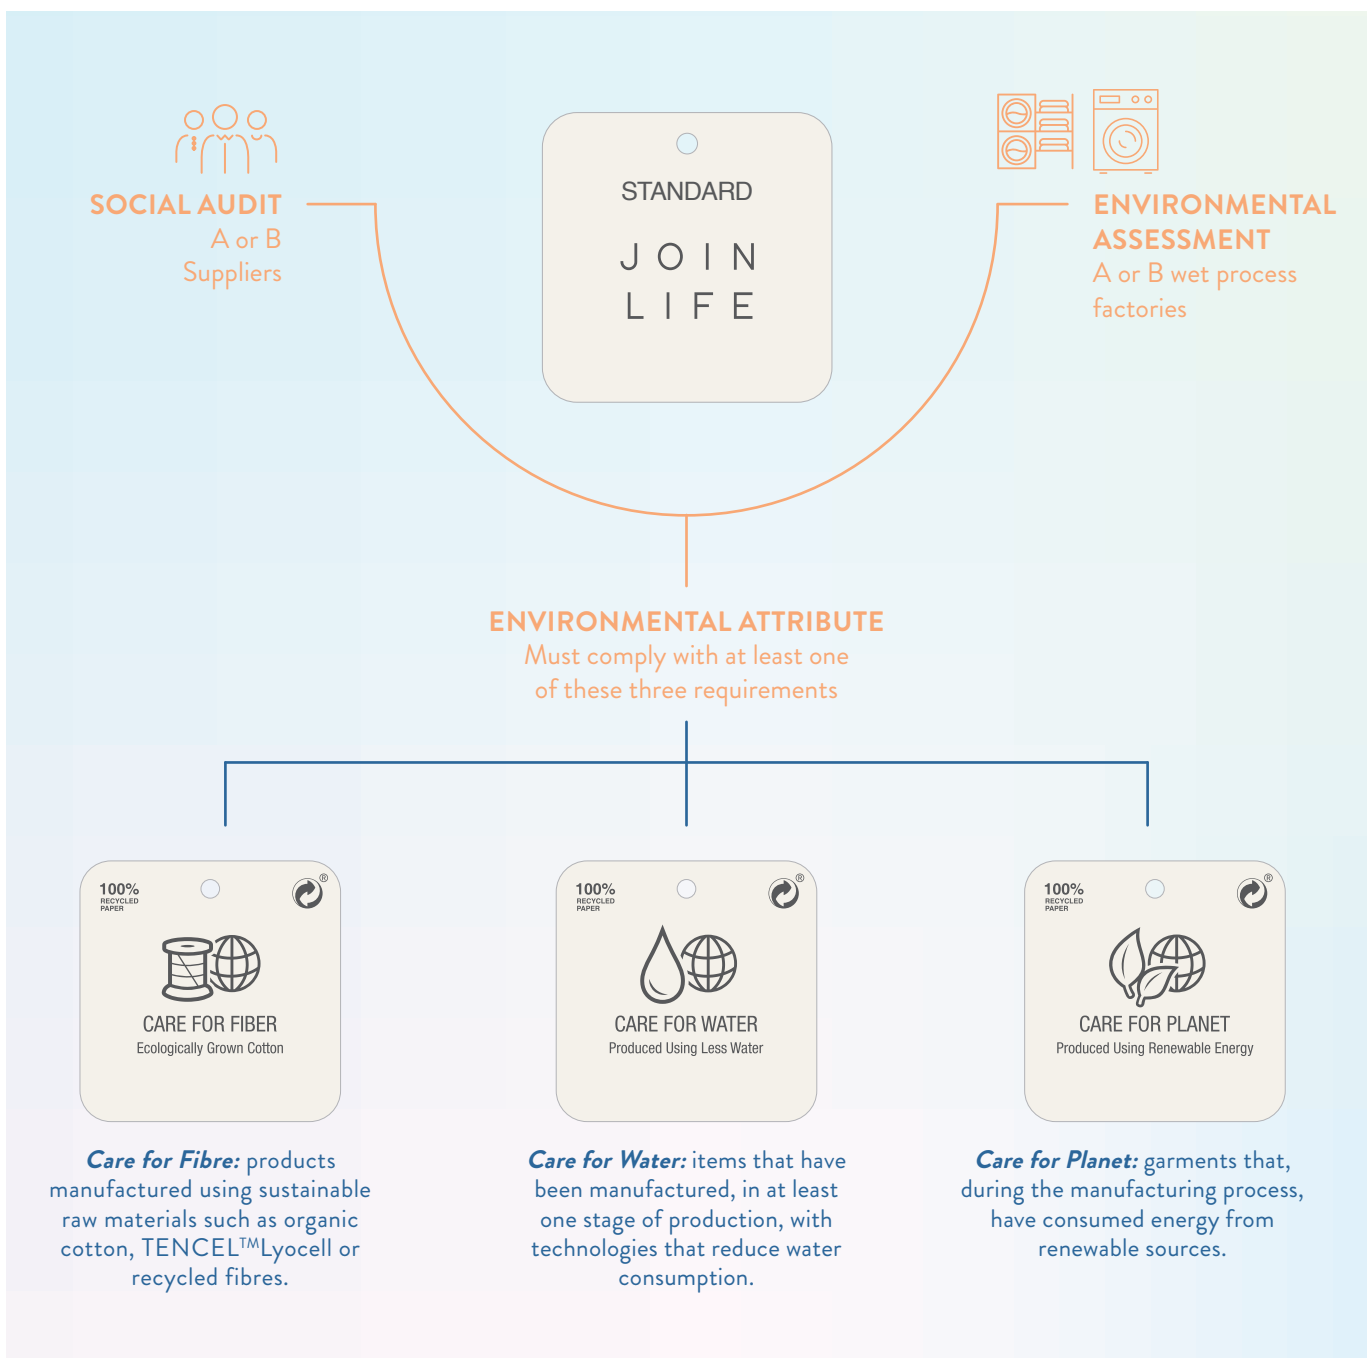 SOCIAL AUDIT
A or B
Suppliers
STANDARD
JOIN
LIFE
ENVIRONMENTAL
ASSESSMENT
A or B wet process
factories
ENVIRONMENTAL ATTRIBUTE
Must comply with at least one
of these three requirements
100%
RECYCLED
PAPER
®
CARE FOR FIBER
Ecologically Grown Cotton
100%
RECYCLED
PAPER
®
CARE FOR WATER
Produced Using Less Water
100%
RECYCLED
PAPER
®
CARE FOR PLANET
Produced Using Renewable Energy
Care for Fibre: products
manufactured using sustainable
raw materials such as organic
cotton, TENCEL™Lyocell or
recycled fibres.
Care for Water: items that have
been manufactured, in at least
one stage of production, with
technologies that reduce water
consumption.
Care for Planet: garments that,
during the manufacturing process,
have consumed energy from
renewable sources.